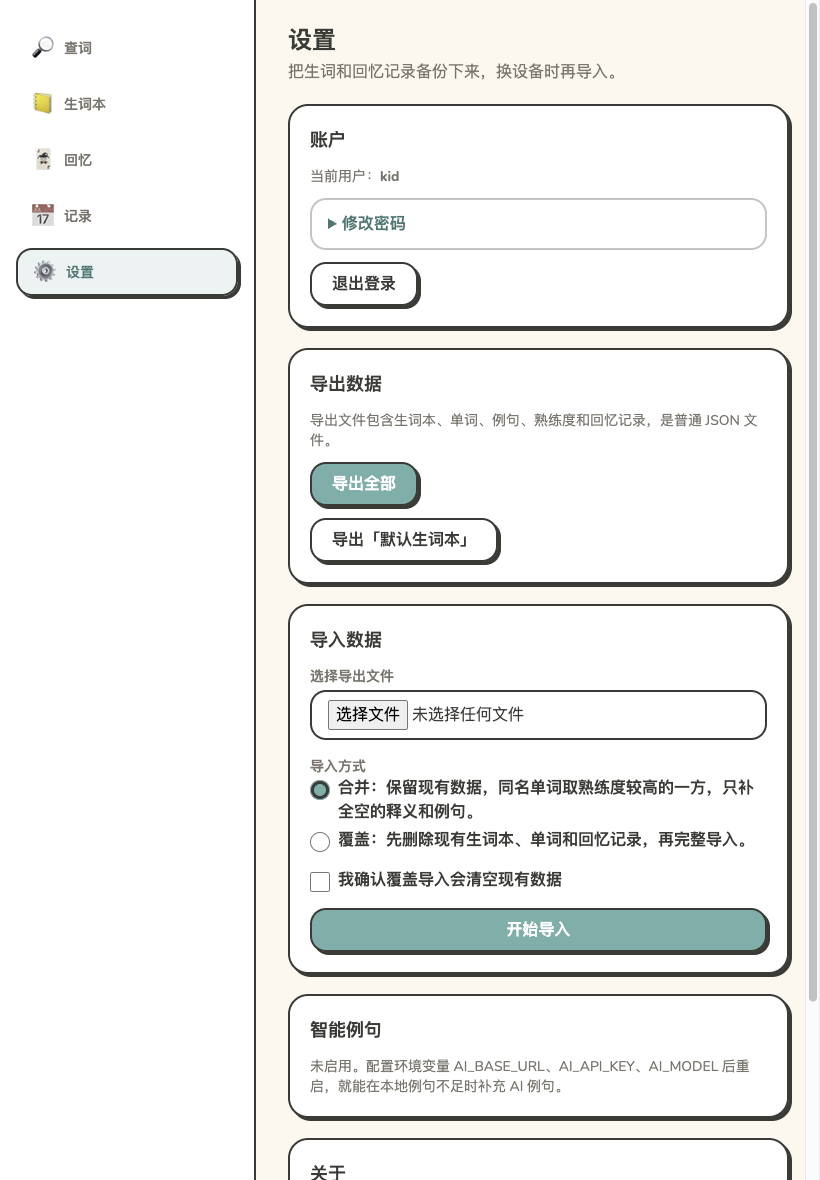 查词
生词本
回忆
17
记录
设置
设置
把生词和回忆记录备份下来，换设备时再导入。
账户
当前用户：kid
▶ 修改密码
退出登录
导出数据
导出文件包含生词本、单词、例句、熟练度和回忆记录，是普通 JSON 文
件。
导出全部
导出「默认生词本」
导入数据
选择导出文件
选择文件 未选择任何文件
导入方式
合并：保留现有数据，同名单词取熟练度较高的一方，只补
全空的释义和例句。
覆盖：先删除现有生词本、单词和回忆记录，再完整导入。
我确认覆盖导入会清空现有数据
开始导入
智能例句
未启用。配置环境变量 AI_BASE_URL、AI_API_KEY、AI_MODEL 后重
启，就能在本地例句不足时补充 AI 例句。
关于